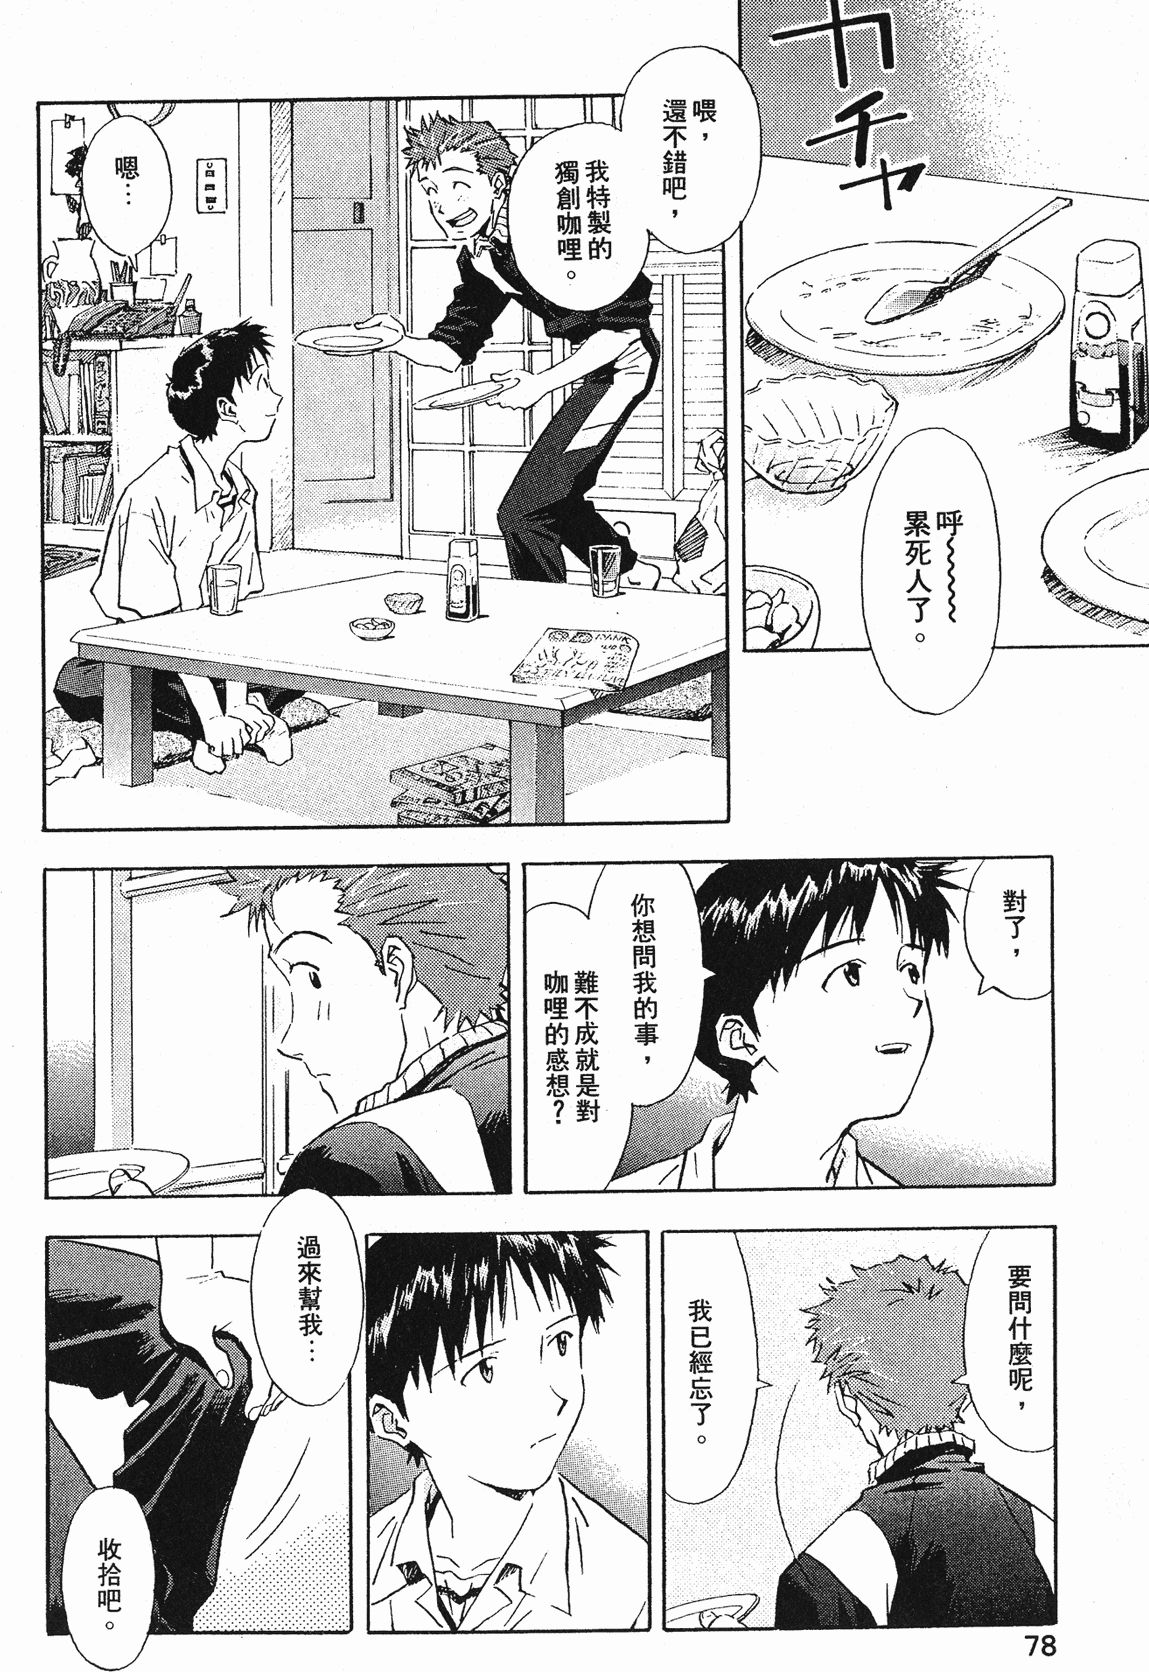 カチャ
呼~~~~
累死人了。
喂，
還不錯吧，
我特製的
獨創咖哩。
嗯…
對了，
你想問我的事，
難不成就是對
咖哩的感想？
要問什麼呢，
我已經忘了。
過來幫我…
收拾吧。
78